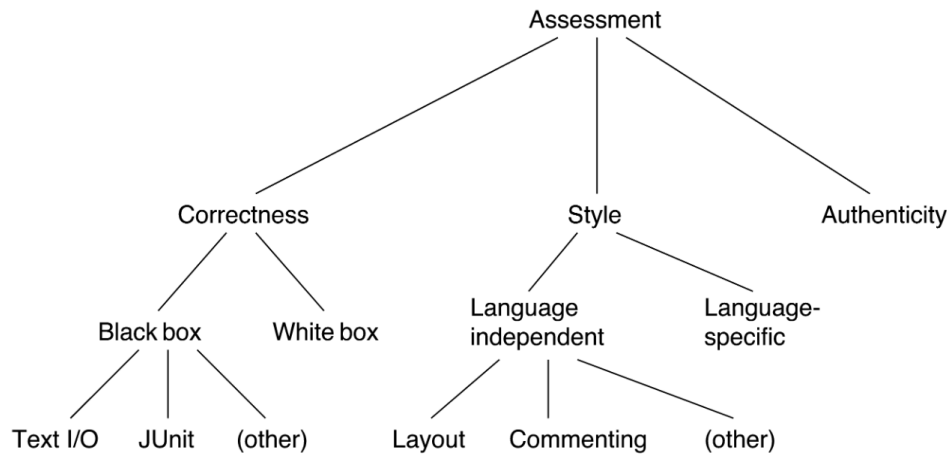 Assessment
Correctness
Style
Authenticity
Black box
White box
Language
independent
Language-
specific
Text I/O
JUnit
(other)
Layout
Commenting
(other)